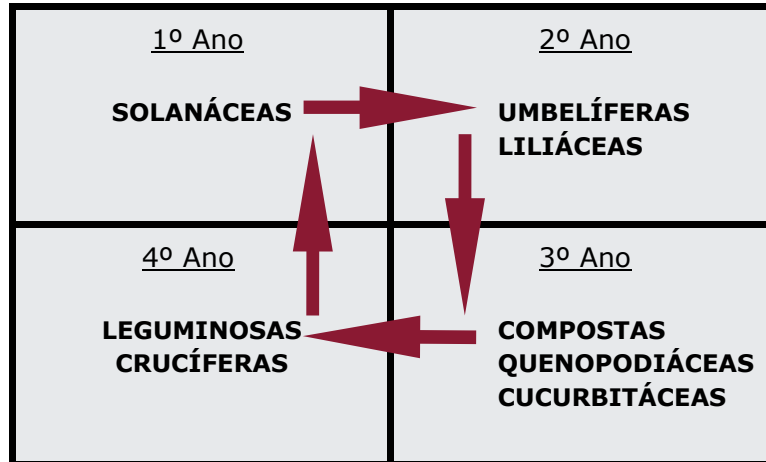 1º Ano
SOLANÁCEAS
2º Ano
UMBELÍFERAS
LILIÁCEAS
4º Ano
LEGUMINOSAS
CRUCÍFERAS
3º Ano
COMPOSTAS
QUENOPODIÁCEAS
CUCURBITÁCEAS